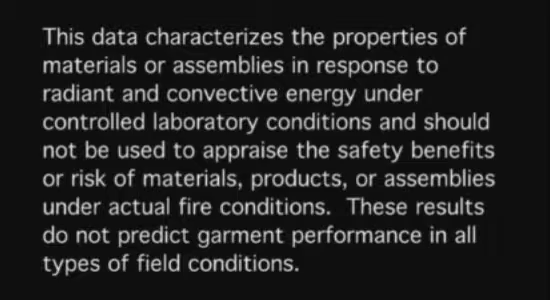 This data characterizes the properties of
materials or assemblies in response to
radiant and convective energy under
controlled laboratory conditions and should
not be used to appraise the safety benefits
or risk of materials, products, or assemblies
under actual fire conditions.  These results
do not predict garment performance in all
types of field conditions.